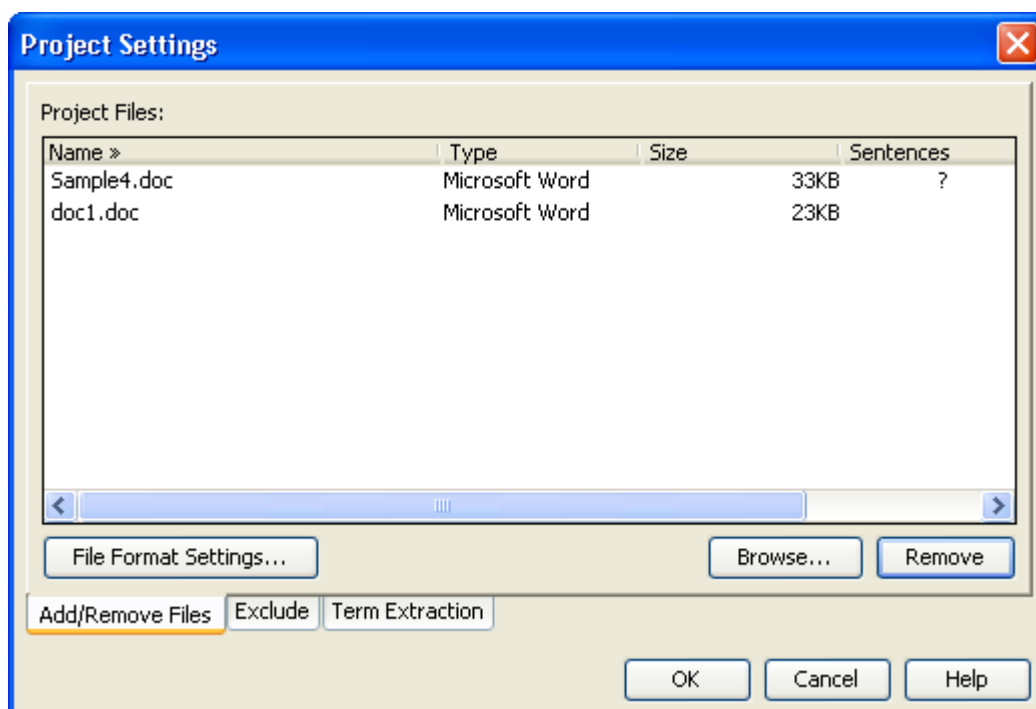 Project Settings
Project Files:
Name » Type Size Sentences
Sample4.doc Microsoft Word 33KB ?
doc1.doc Microsoft Word 23KB
File Format Settings... Browse... Remove
Add/Remove Files Exclude Term Extraction
OK Cancel Help